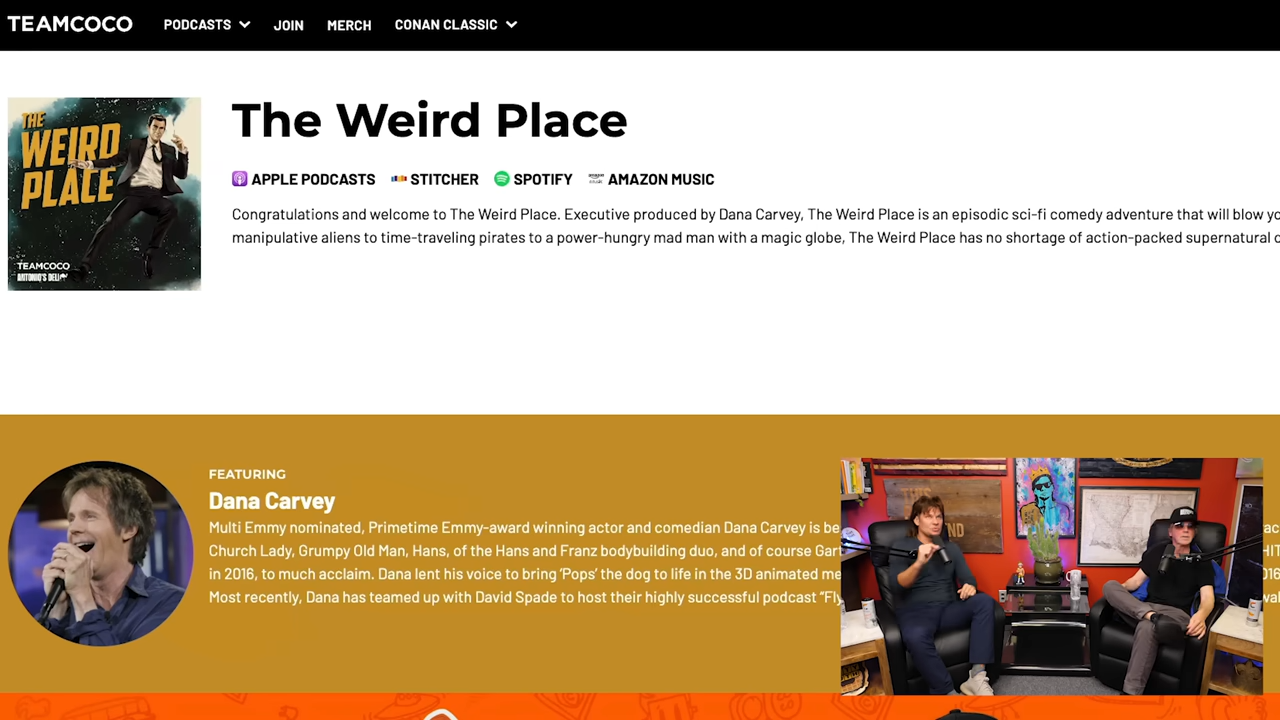 TEAMCOCO PODCASTS JOIN MERCH CONAN CLASSIC
The Weird Place
THE
WEIRD
PLACE
TEAMCOCO
ANTONIO'S DELI
APPLE PODCASTS STITCHER SPOTIFY AMAZON MUSIC
Congratulations and welcome to The Weird Place. Executive produced by Dana Carvey, The Weird Place is an episodic sci-fi comedy adventure that will blow
manipulative aliens to time-traveling pirates to a power-hungry mad man with a magic globe, The Weird Place has no shortage of action-packed supernatural
FEATURING
Dana Carvey
Multi Emmy nominated, Primetime Emmy-award winning actor and comedian Dana Carvey is be
Church Lady, Grumpy Old Man, Hans, of the Hans and Franz bodybuilding duo, and of course Gart
in 2016, to much acclaim. Dana lent his voice to bring 'Pops' the dog to life in the 3D animated me
Most recently, Dana has teamed up with David Spade to host their highly successful podcast "Fly